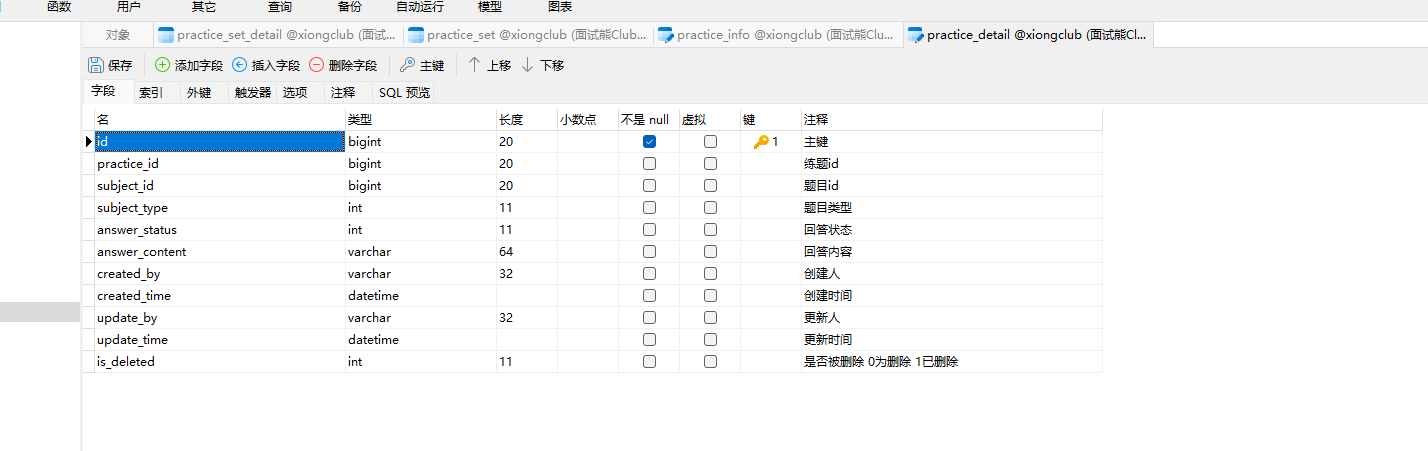 函数 用户 其它 查询 备份 自动运行 模型 图表
对象 practice_set_detail @xiongclub (面试... practice_set @xiongclub (面试能Club... practice_info @xiongclub (面试能Clu... practice_detail @xiongclub (面试能Cl...
保存 添加字段 插入字段 删除字段 主键 上移 下移
字段 索引 外键 触发器 选项 注释 SQL 预览
名 类型 长度 小数点 不是 null 虚拟 键 注释
id bigint 20 1 主键
practice_id bigint 20 练题id
subject_id bigint 20 题目id
subject_type int 11 题目类型
answer_status int 11 回答状态
answer_content varchar 64 回答内容
created_by varchar 32 创建人
created_time datetime 创建时间
update_by varchar 32 更新人
update_time datetime 更新时间
is_deleted int 11 是否被删除 0为删除 1已删除